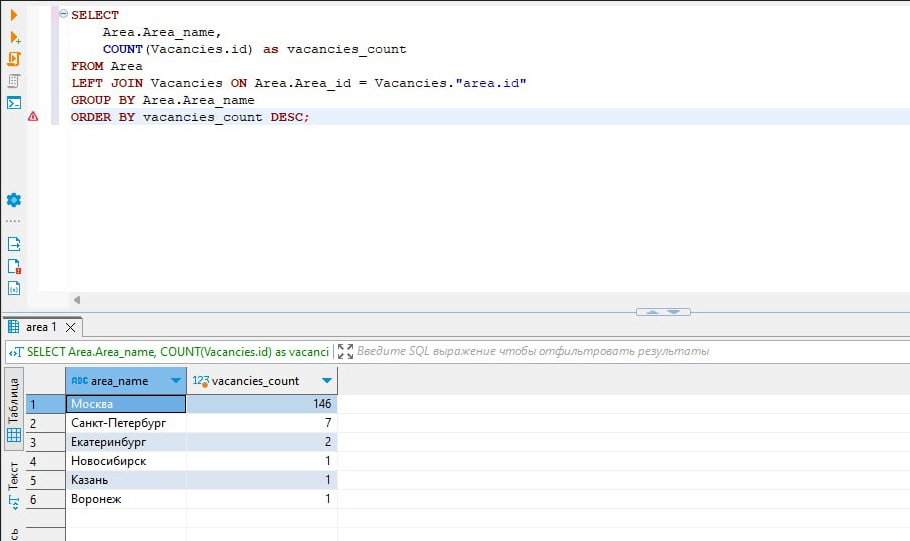 SELECT
Area.Area_name,
COUNT(Vacancies.id) as vacancies_count
FROM Area
LEFT JOIN Vacancies ON Area.Area_id = Vacancies."area.id"
GROUP BY Area.Area_name
ORDER BY vacancies_count DESC;
area 1
SELECT Area.Area_name, COUNT(Vacancies.id) as vacanci
Введите SQL выражение чтобы отфильтровать результаты
Таблица
Текст
ABC area_name 123 vacancies_count
1 Москва 146
2 Санкт-Петербург 7
3 Екатеринбург 2
4 Новосибирск 1
5 Казань 1
6 Воронеж 1